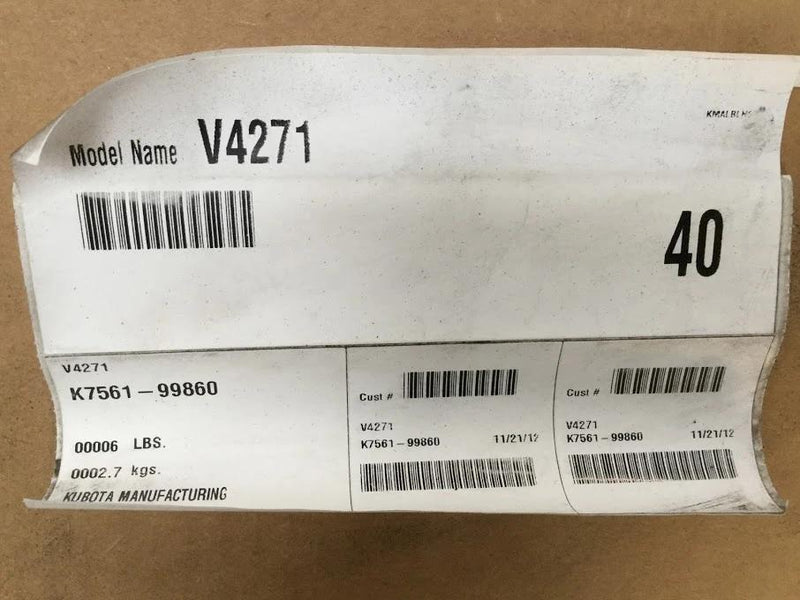 KMALBLH
Model Name V4271
40
V4271
K7561-99860
00006 LBS.
0002.7 kgs.
KUBOTA MANUFACTURING
Cust #
V4271
K7561-99860 11/21/12
Cust #
V4271
K7561-99860 11/21/12